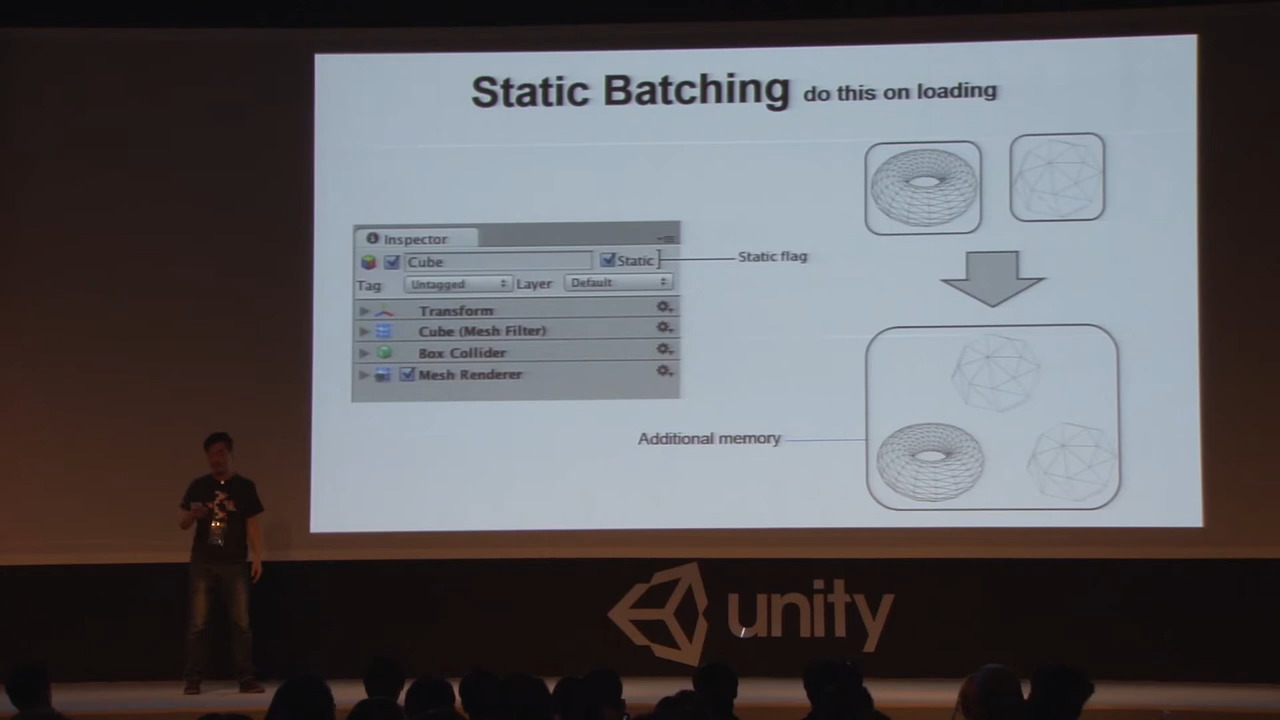 Static Batching do this on loading
Inspector
Cube
Static
Static flag
Tag Untagged Layer Default
Transform
Cube (Mesh Filter)
Box Collider
Mesh Renderer
Additional memory
unity